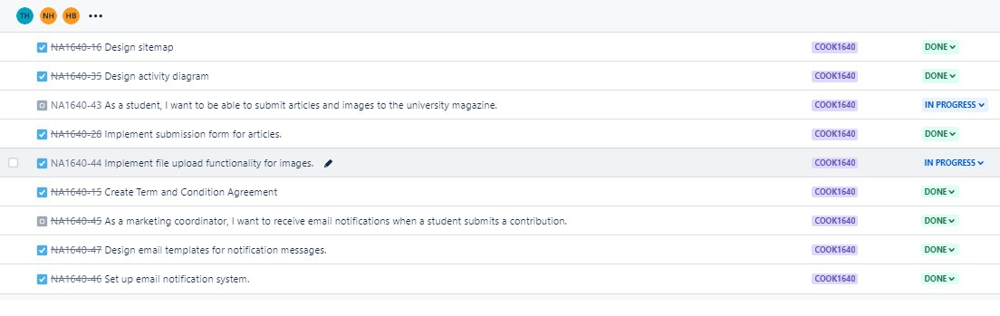 TH NH HB •••
NA1640-16 Design sitemap COOK1640 DONE
NA1640-35 Design activity diagram COOK1640 DONE
NA1640-43 As a student, I want to be able to submit articles and images to the university magazine. COOK1640 IN PROGRESS
NA1640-28 Implement submission form for articles. COOK1640 DONE
NA1640-44 Implement file upload functionality for images. COOK1640 IN PROGRESS
NA1640-15 Create Term and Condition Agreement COOK1640 DONE
NA1640-45 As a marketing coordinator, I want to receive email notifications when a student submits a contribution. COOK1640 DONE
NA1640-47 Design email templates for notification messages. COOK1640 DONE
NA1640-46 Set up email notification system. COOK1640 DONE